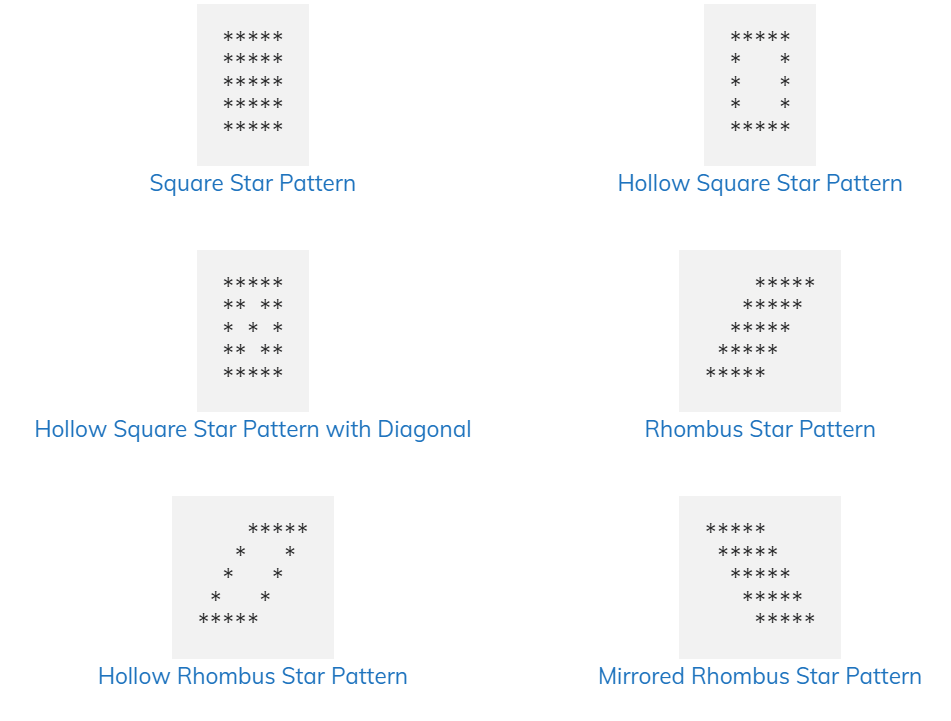 *****          *****
*****          *   *
*****          *   *
*****          *   *
*****          *****
Square Star Pattern          Hollow Square Star Pattern
*****              *****
** **             *****
* * *            *****
** **           *****
*****          *****
Hollow Square Star Pattern with Diagonal          Rhombus Star Pattern
    *****          *****
   *   *            *****
  *   *              *****
 *   *                *****
*****                  *****
Hollow Rhombus Star Pattern          Mirrored Rhombus Star Pattern